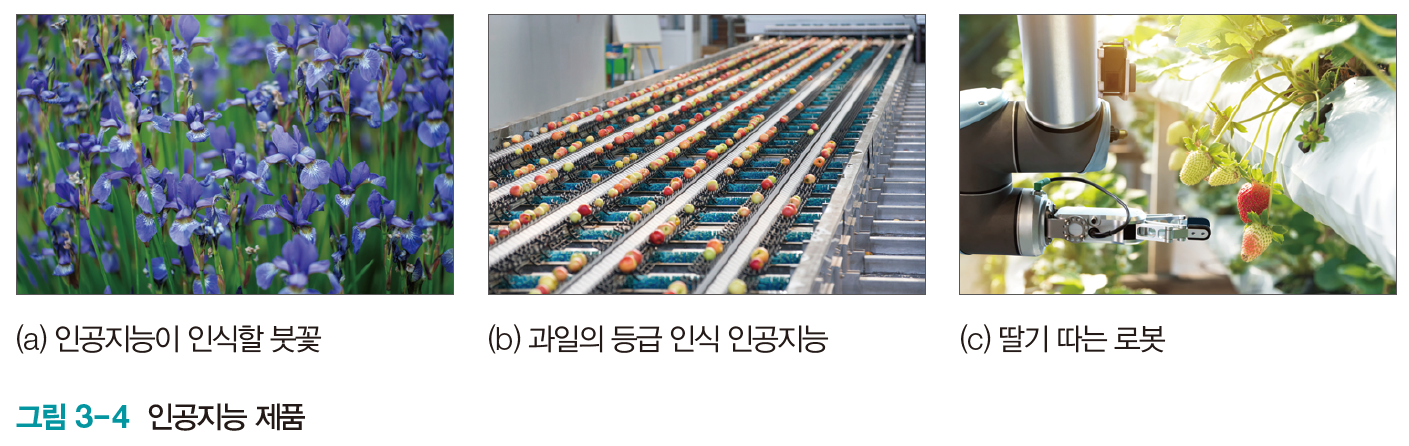 (a) 인공지능이 인식할 붓꽃
(b) 과일의 등급 인식 인공지능
(c) 딸기 따는 로봇
그림 3-4 인공지능 제품